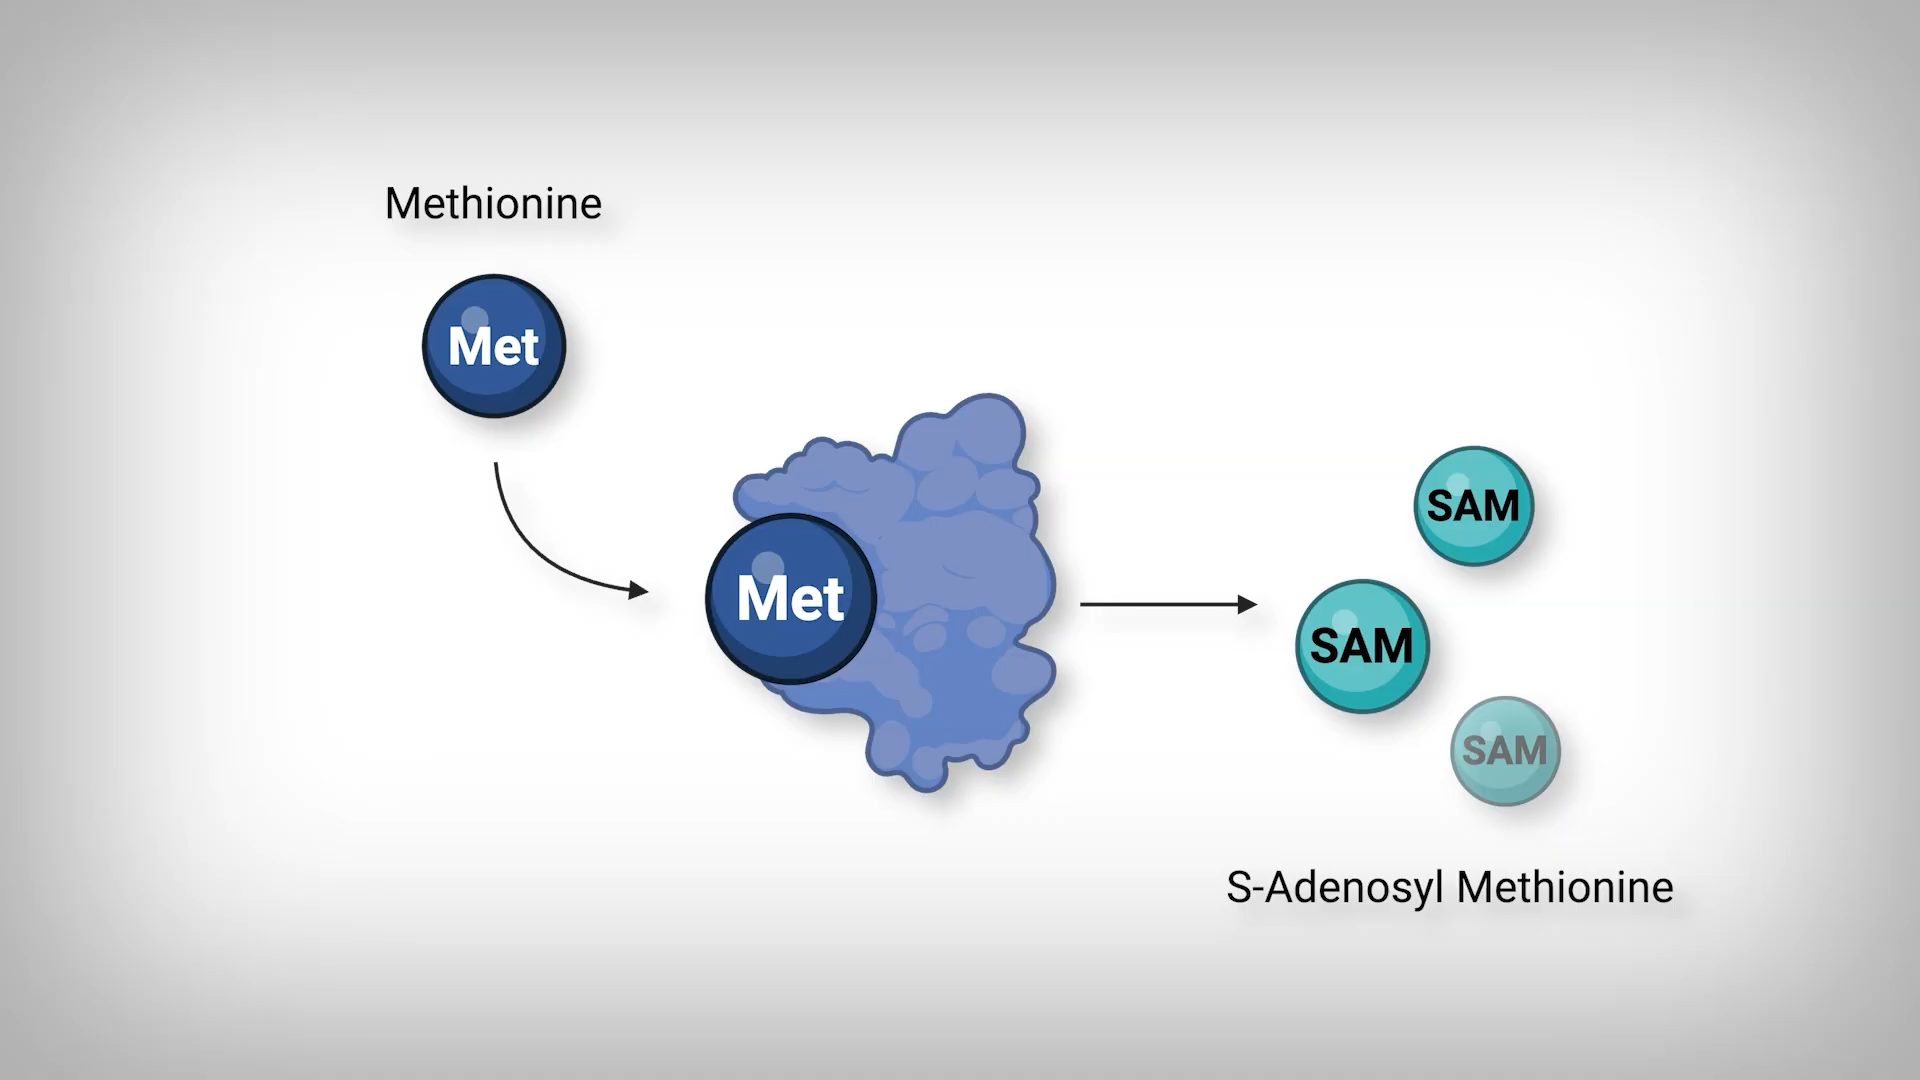 Methionine
Met
Met
SAM
SAM
SAM
S-Adenosyl Methionine